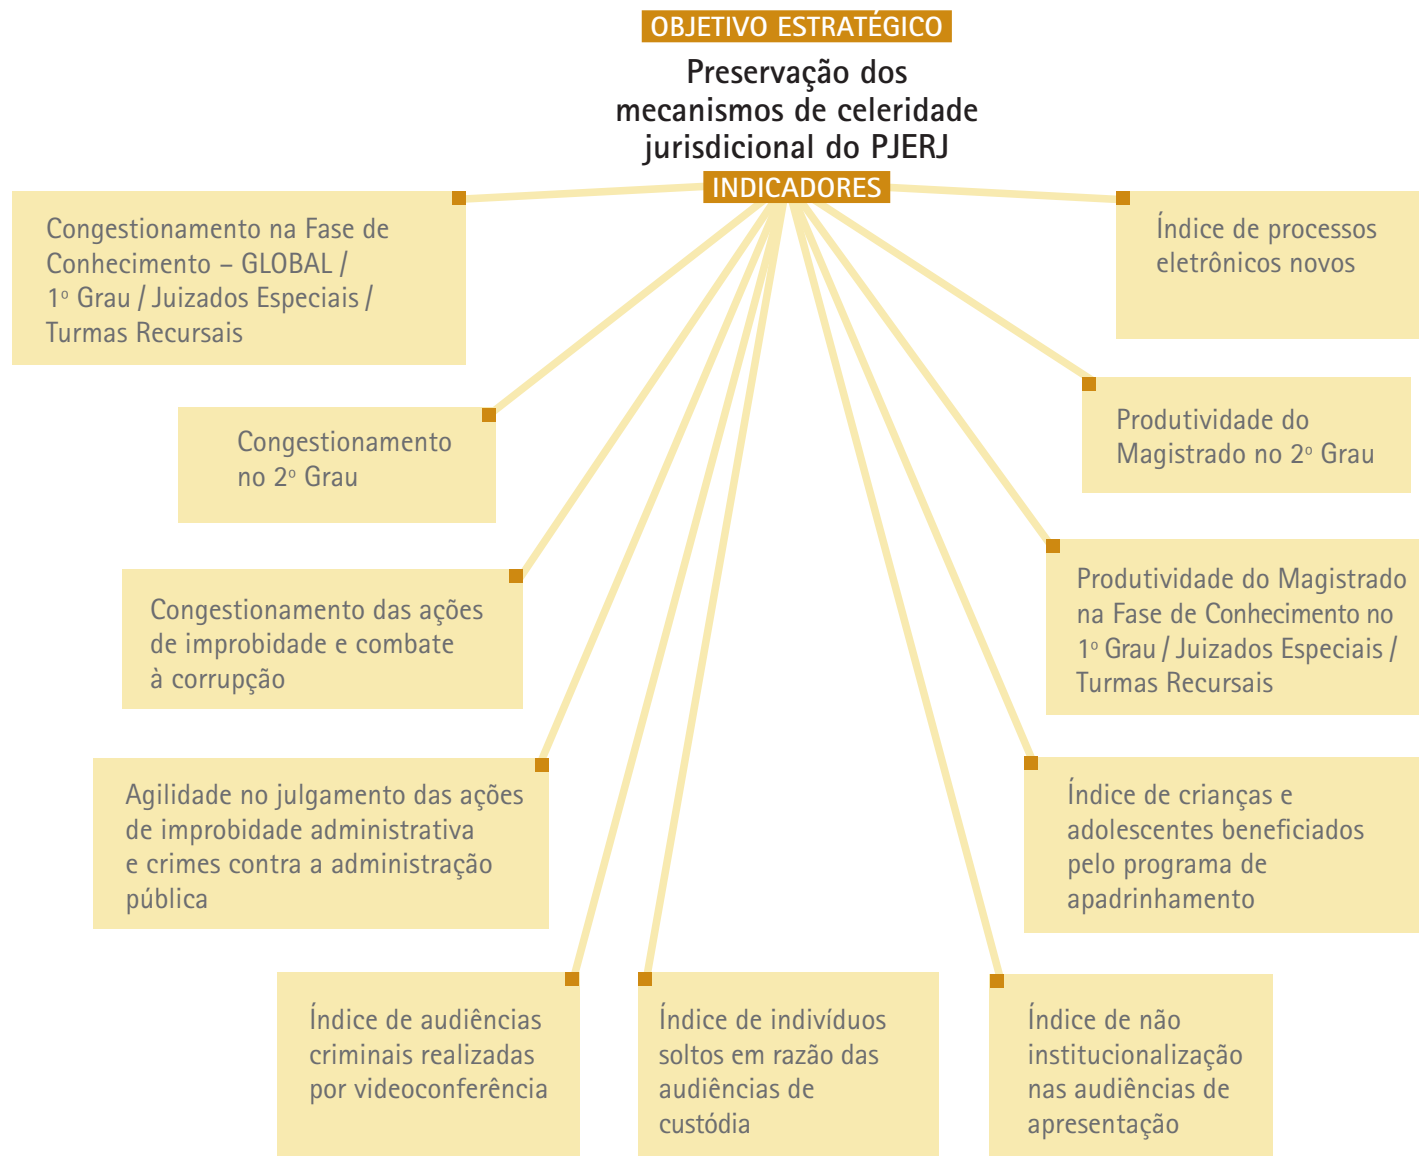 OBJETIVO ESTRATÉGICO
Preservação dos
mecanismos de celeridade
jurisdicional do PJERJ
INDICADORES
Congestionamento na Fase de
Conhecimento – GLOBAL /
1º Grau / Juizados Especiais /
Turmas Recursais
Congestionamento
no 2º Grau
Congestionamento das ações
de improbidade e combate
à corrupção
Agilidade no julgamento das ações
de improbidade administrativa
e crimes contra a administração
pública
Índice de audiências
criminais realizadas
por videoconferência
Índice de indivíduos
soltos em razão das
audiências de
custódia
Índice de não
institucionalização
nas audiências de
apresentação
Índice de crianças e
adolescentes beneficiados
pelo programa de
apadrinhamento
Produtividade do Magistrado
na Fase de Conhecimento no
1º Grau / Juizados Especiais /
Turmas Recursais
Produtividade do
Magistrado no 2º Grau
Índice de processos
eletrônicos novos